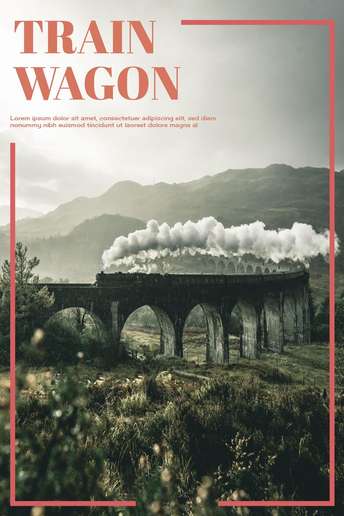 TRAIN
WAGON
Lorem ipsum dolor sit amet, consectetuer adipiscing elit, sed diem
nonummy nibh euismod tincidunt ut laoreet dolore magna al